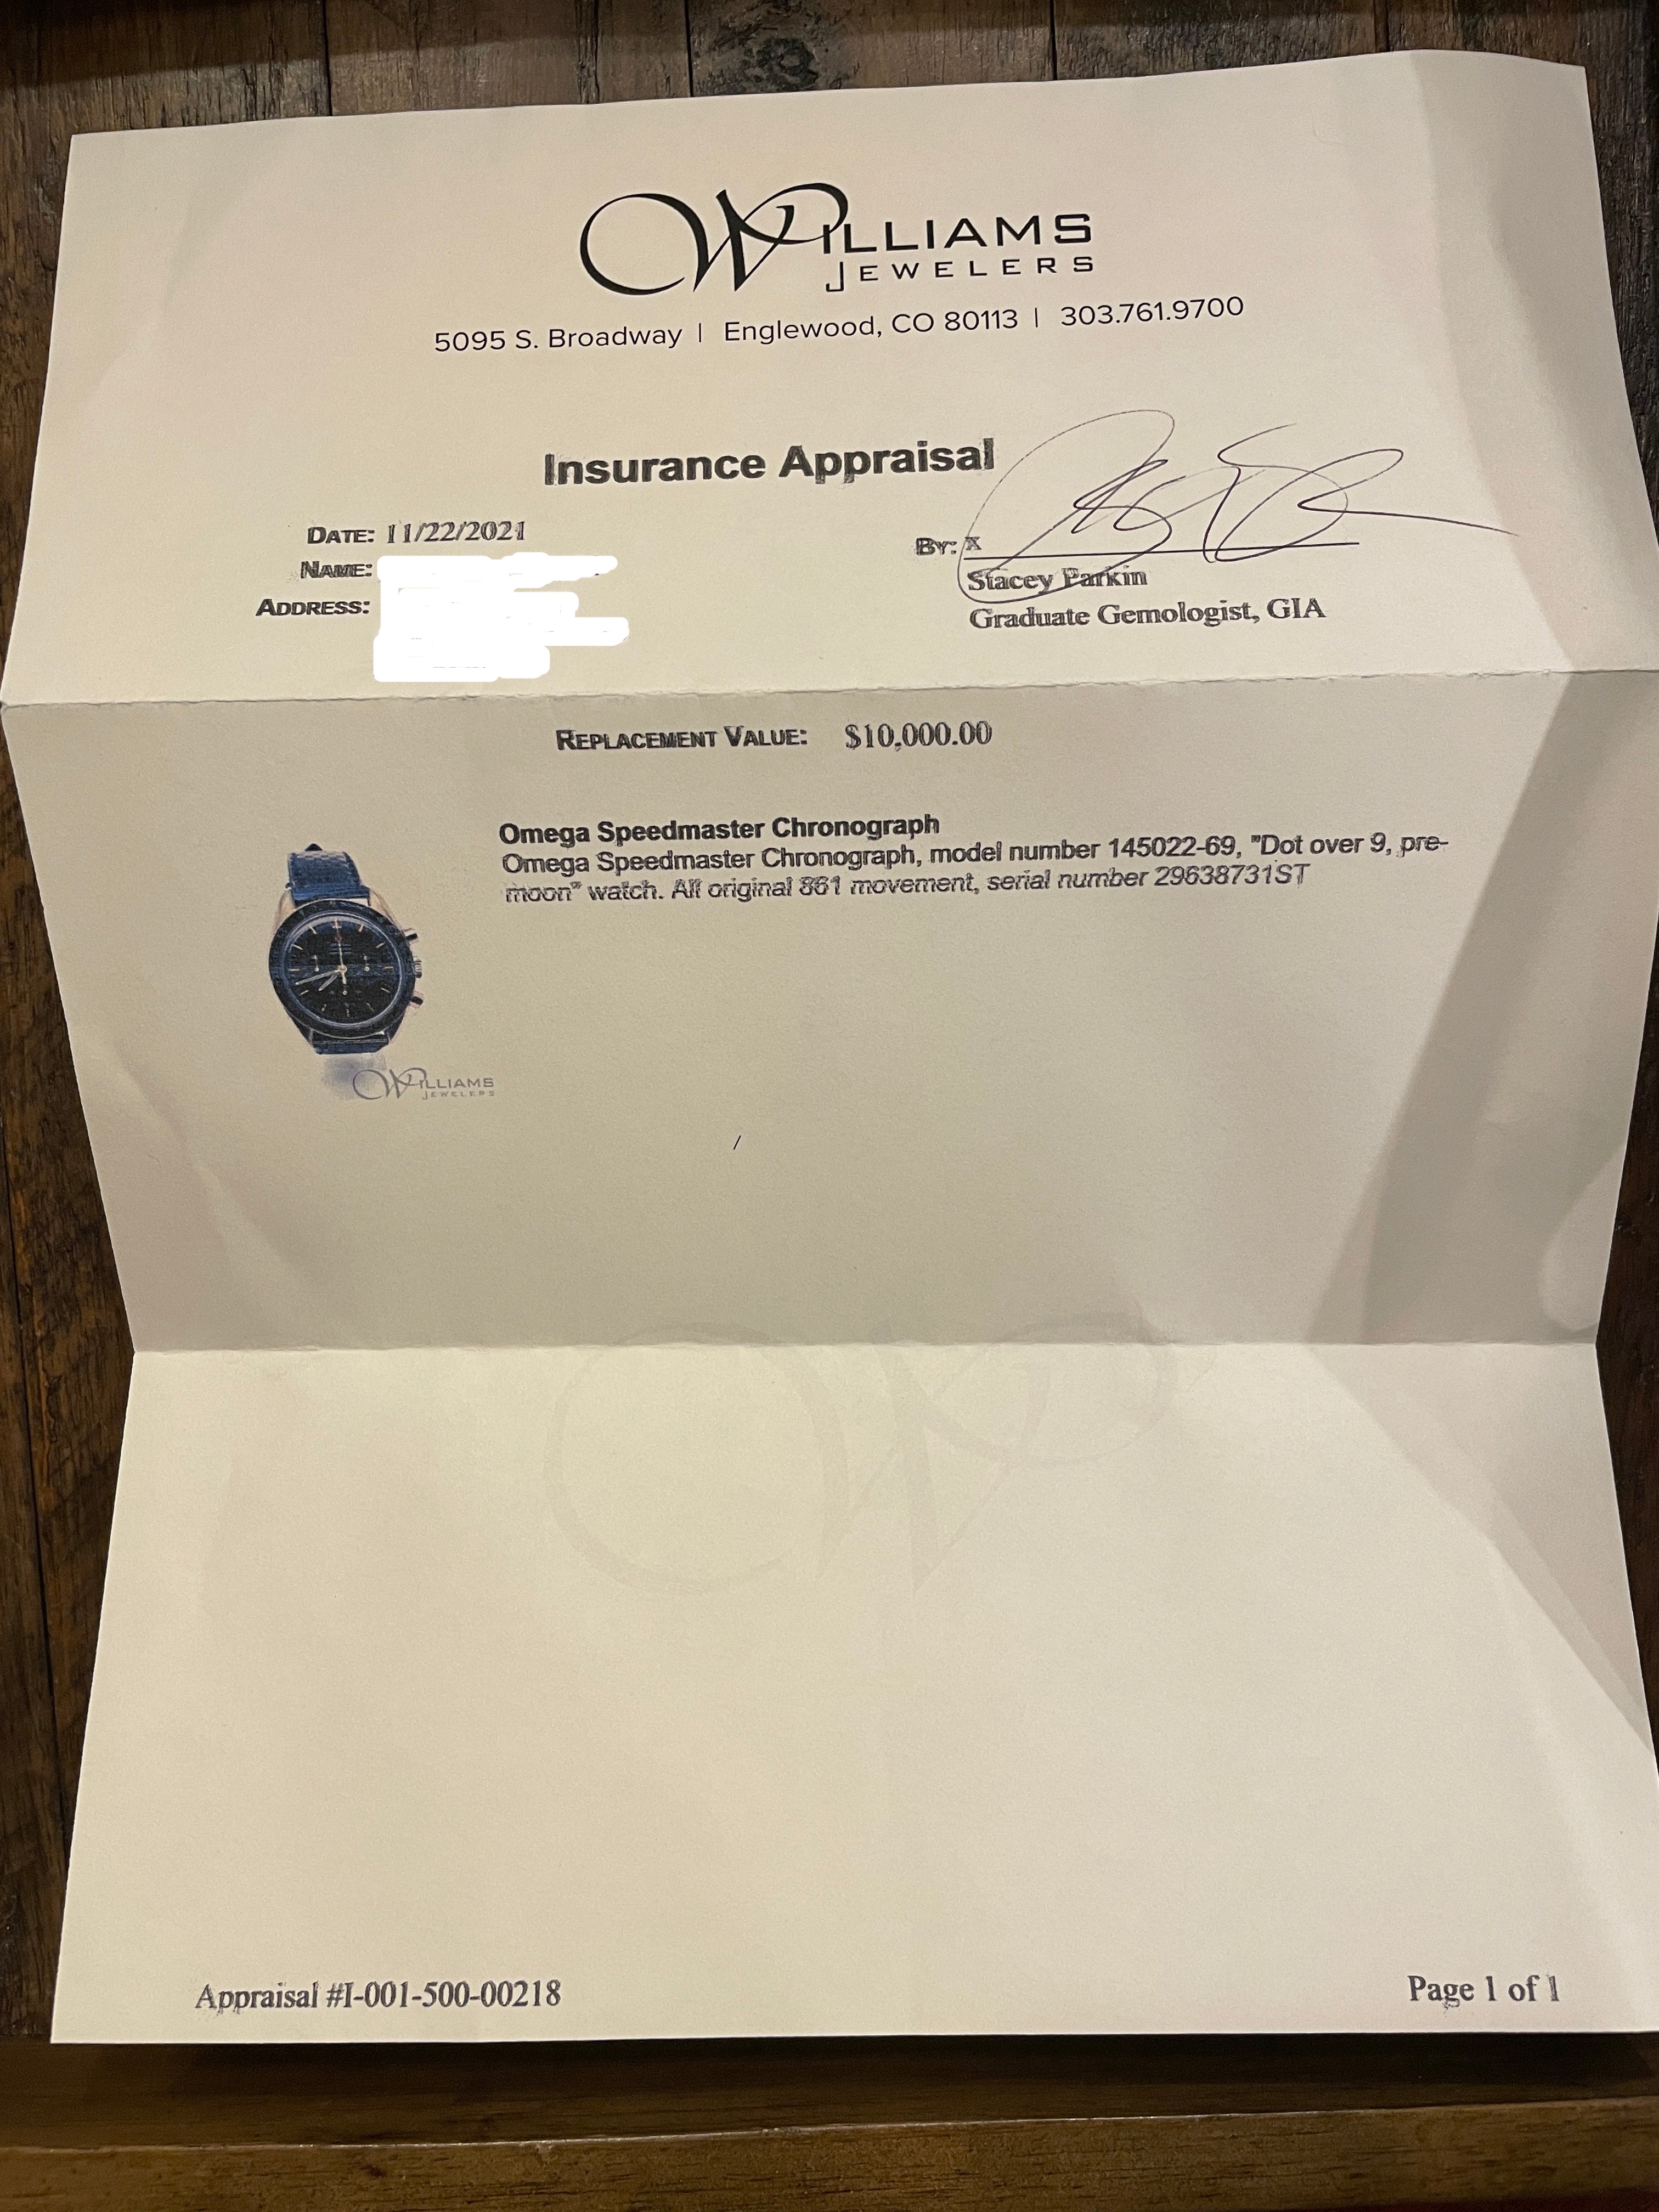 WILLIAMS
JEWELERS
5095 S. Broadway | Englewood, CO 80113 | 303.761.9700
Insurance Appraisal
DATE: 11/22/2021
NAME:
ADDRESS:
BY: X
Stacey Parkin
Graduate Gemologist, GIA
REPLACEMENT VALUE: $10,000.00
Omega Speedmaster Chronograph
Omega Speedmaster Chronograph, model number 145022-69, "Dot over 9, pre-
moon" watch. All original 861 movement, serial number 29638731ST
WILLIAMS
JEWELERS
Appraisal #I-001-500-00218
Page 1 of 1